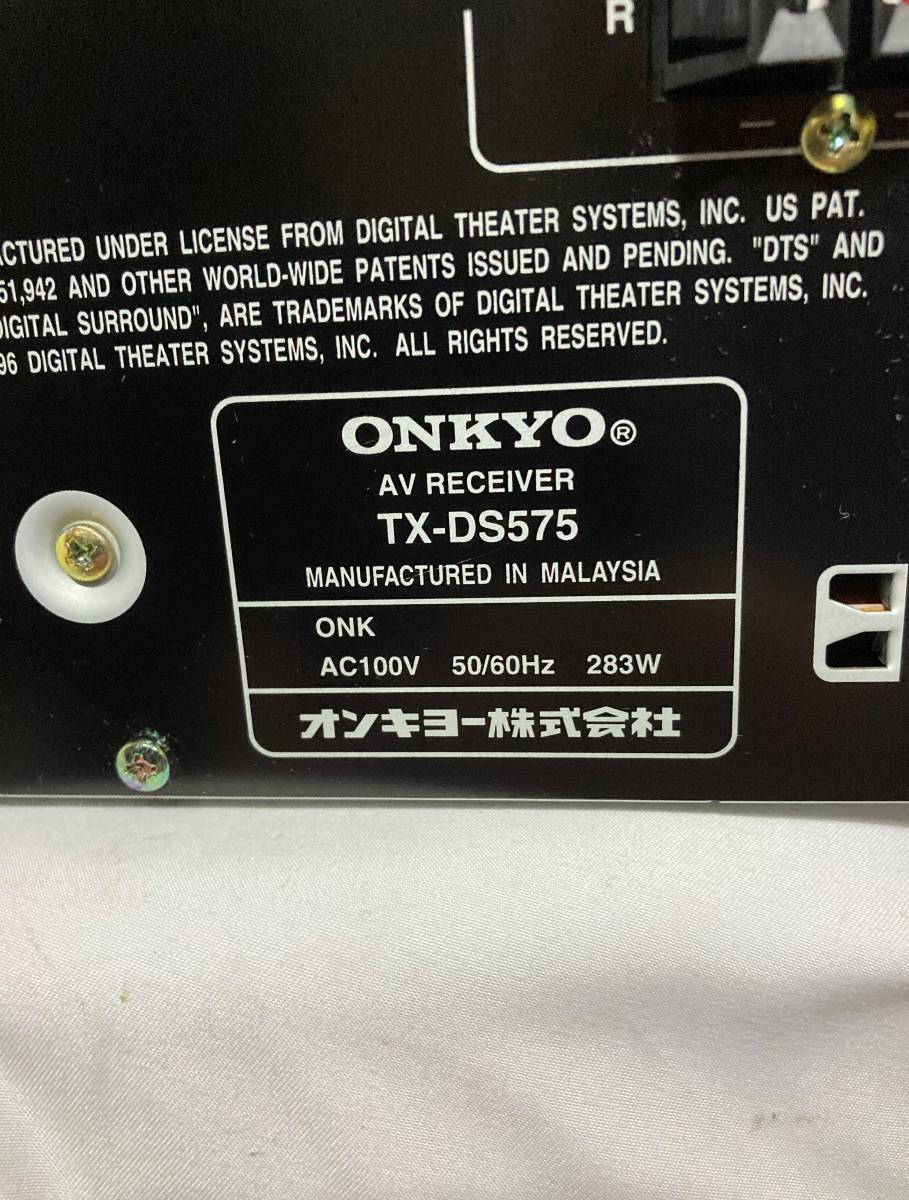 R
ACTURED UNDER LICENSE FROM DIGITAL THEATER SYSTEMS, INC. US PAT.
51,942 AND OTHER WORLD-WIDE PATENTS ISSUED AND PENDING. "DTS" AND
DIGITAL SURROUND", ARE TRADEMARKS OF DIGITAL THEATER SYSTEMS, INC.
96 DIGITAL THEATER SYSTEMS, INC. ALL RIGHTS RESERVED.
ONKYO®
AV RECEIVER
TX-DS575
MANUFACTURED IN MALAYSIA
ONK
AC100V 50/60Hz 283W
オンキヨー株式会社